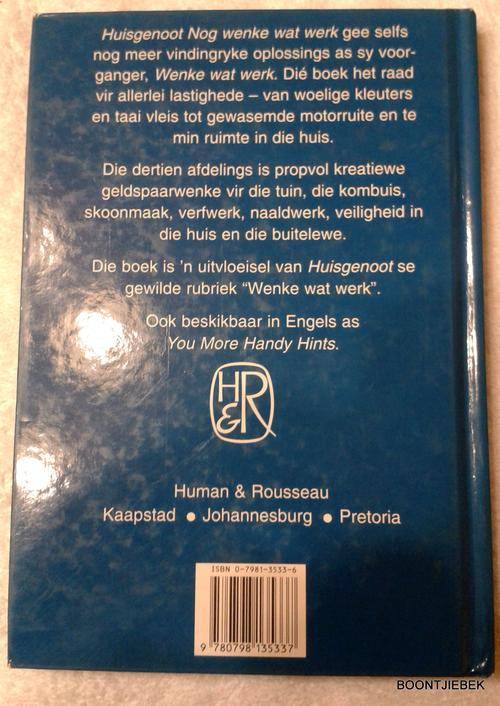 Huisgenoot Nog wenke wat werk gee selfs
nog meer vindingryke oplossings as sy voor-
ganger, Wenke wat werk. Dié boek het raad
vir allerlei lastighede – van woelige kleuters
en taai vleis tot gewasemde motorruite en te
min ruimte in die huis.
Die dertien afdelings is propvol kreatiewe
geldspaarwenke vir die tuin, die kombuis,
skoonmaak, verfwerk, naaldwerk, veiligheid in
die huis en die buitelewe.
Die boek is 'n uitvloeisel van Huisgenoot se
gewilde rubriek “Wenke wat werk”.
Ook beskikbaar in Engels as
You More Handy Hints.
H&R
Human & Rousseau
Kaapstad ● Johannesburg ● Pretoria
ISBN 0-7981-3533-6
9 780798 135337
BOONTJIEBEK